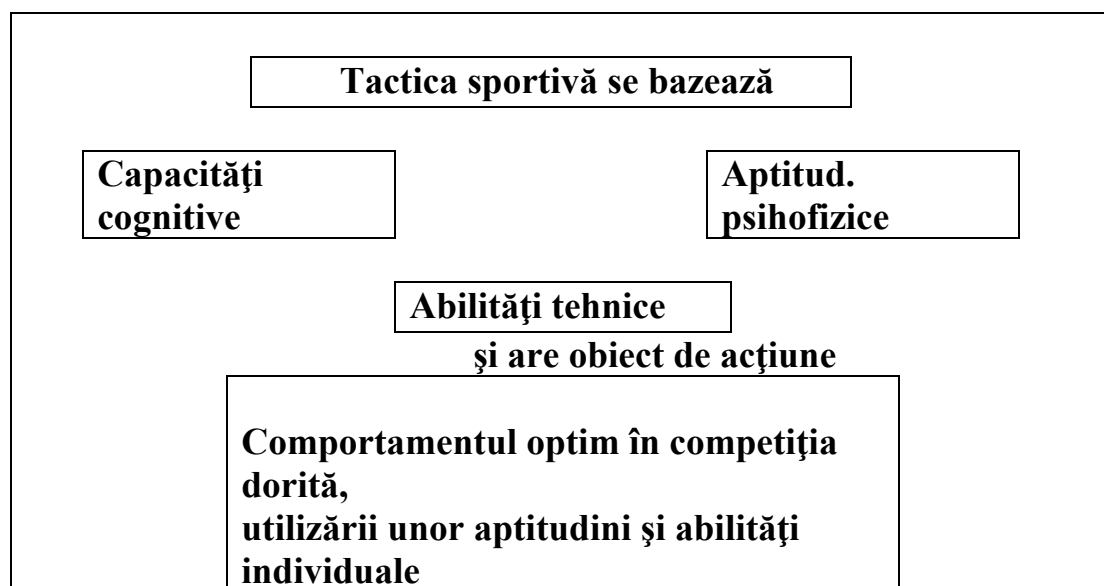 Tactica sportivă se bazează
Capacităţi
cognitive
Aptitud.
psihofizice
Abilităţi tehnice
şi are obiect de acţiune
Comportamentul optim în competiţia
dorită,
utilizării unor aptitudini şi abilităţi
individuale